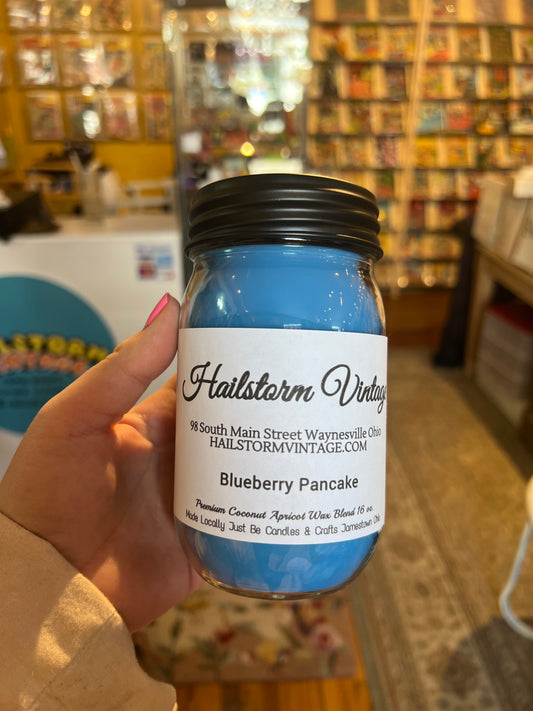 Hailstorm Vintage
98 South Main Street Waynesville Ohio
HAILSTORMVINTAGE.COM
Blueberry Pancake
Premium Coconut Apricot Wax Blend 16 oz.
Made Locally Just Be Candles & Crafts Jamestown Ohio